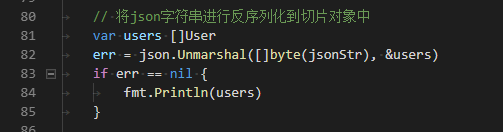 80 // 将json字符串进行反序列化到切片对象中
81 var users []User
82 err = json.Unmarshal([]byte(jsonStr), &users)
83 if err == nil {
84 fmt.Println(users)
85 }
86